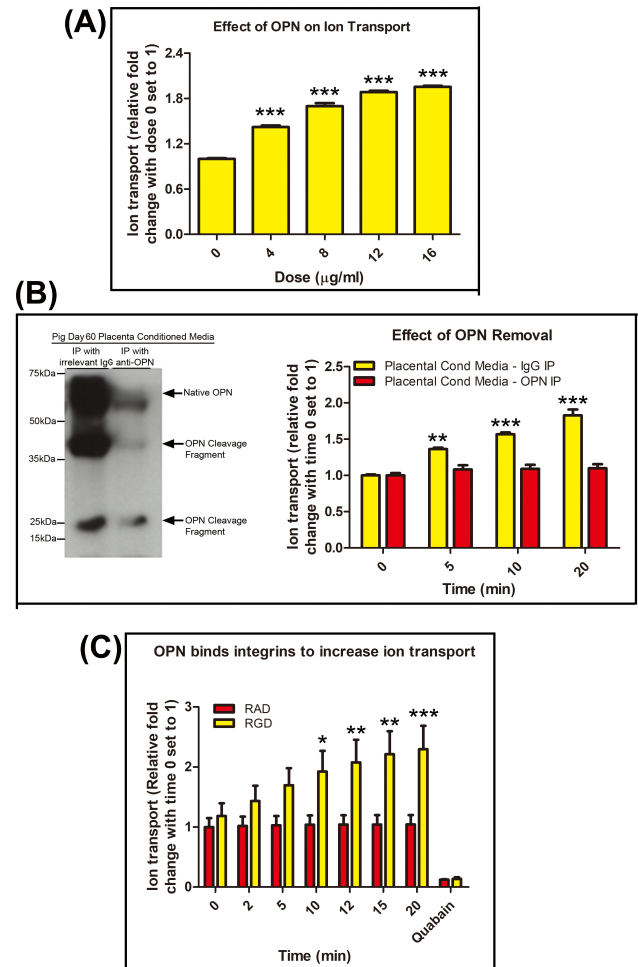 (A)
Effect of OPN on Ion Transport
Ion transport (relative fold
change with dose 0 set to 1)
2.4
1.8
1.2
0.6
0.0
***
***
***
***
0
4
8
12
16
Dose (μg/ml)
(B)
Pig Day60 Placenta Conditioned Media
IP with
irrelevant IgG
IP with
anti-OPN
75kDa
50kDa
35kDa
25kDa
15kDa
Native OPN
OPN Cleavage
Fragment
OPN Cleavage
Fragment
Effect of OPN Removal
Ion transport (relative fold
change with time 0 set to 1)
2.5
2.0
1.5
1.0
0.5
0.0
Placental Cond Media - IgG IP
Placental Cond Media - OPN IP
**
***
***
0
5
10
20
Time (min)
(C)
OPN binds integrins to increase ion transport
Ion transport (Relative fold
change with time 0 set to 1)
3
2
1
0
RAD
RGD
*
**
**
***
0
2
5
10
12
15
20
Quabain
Time (min)